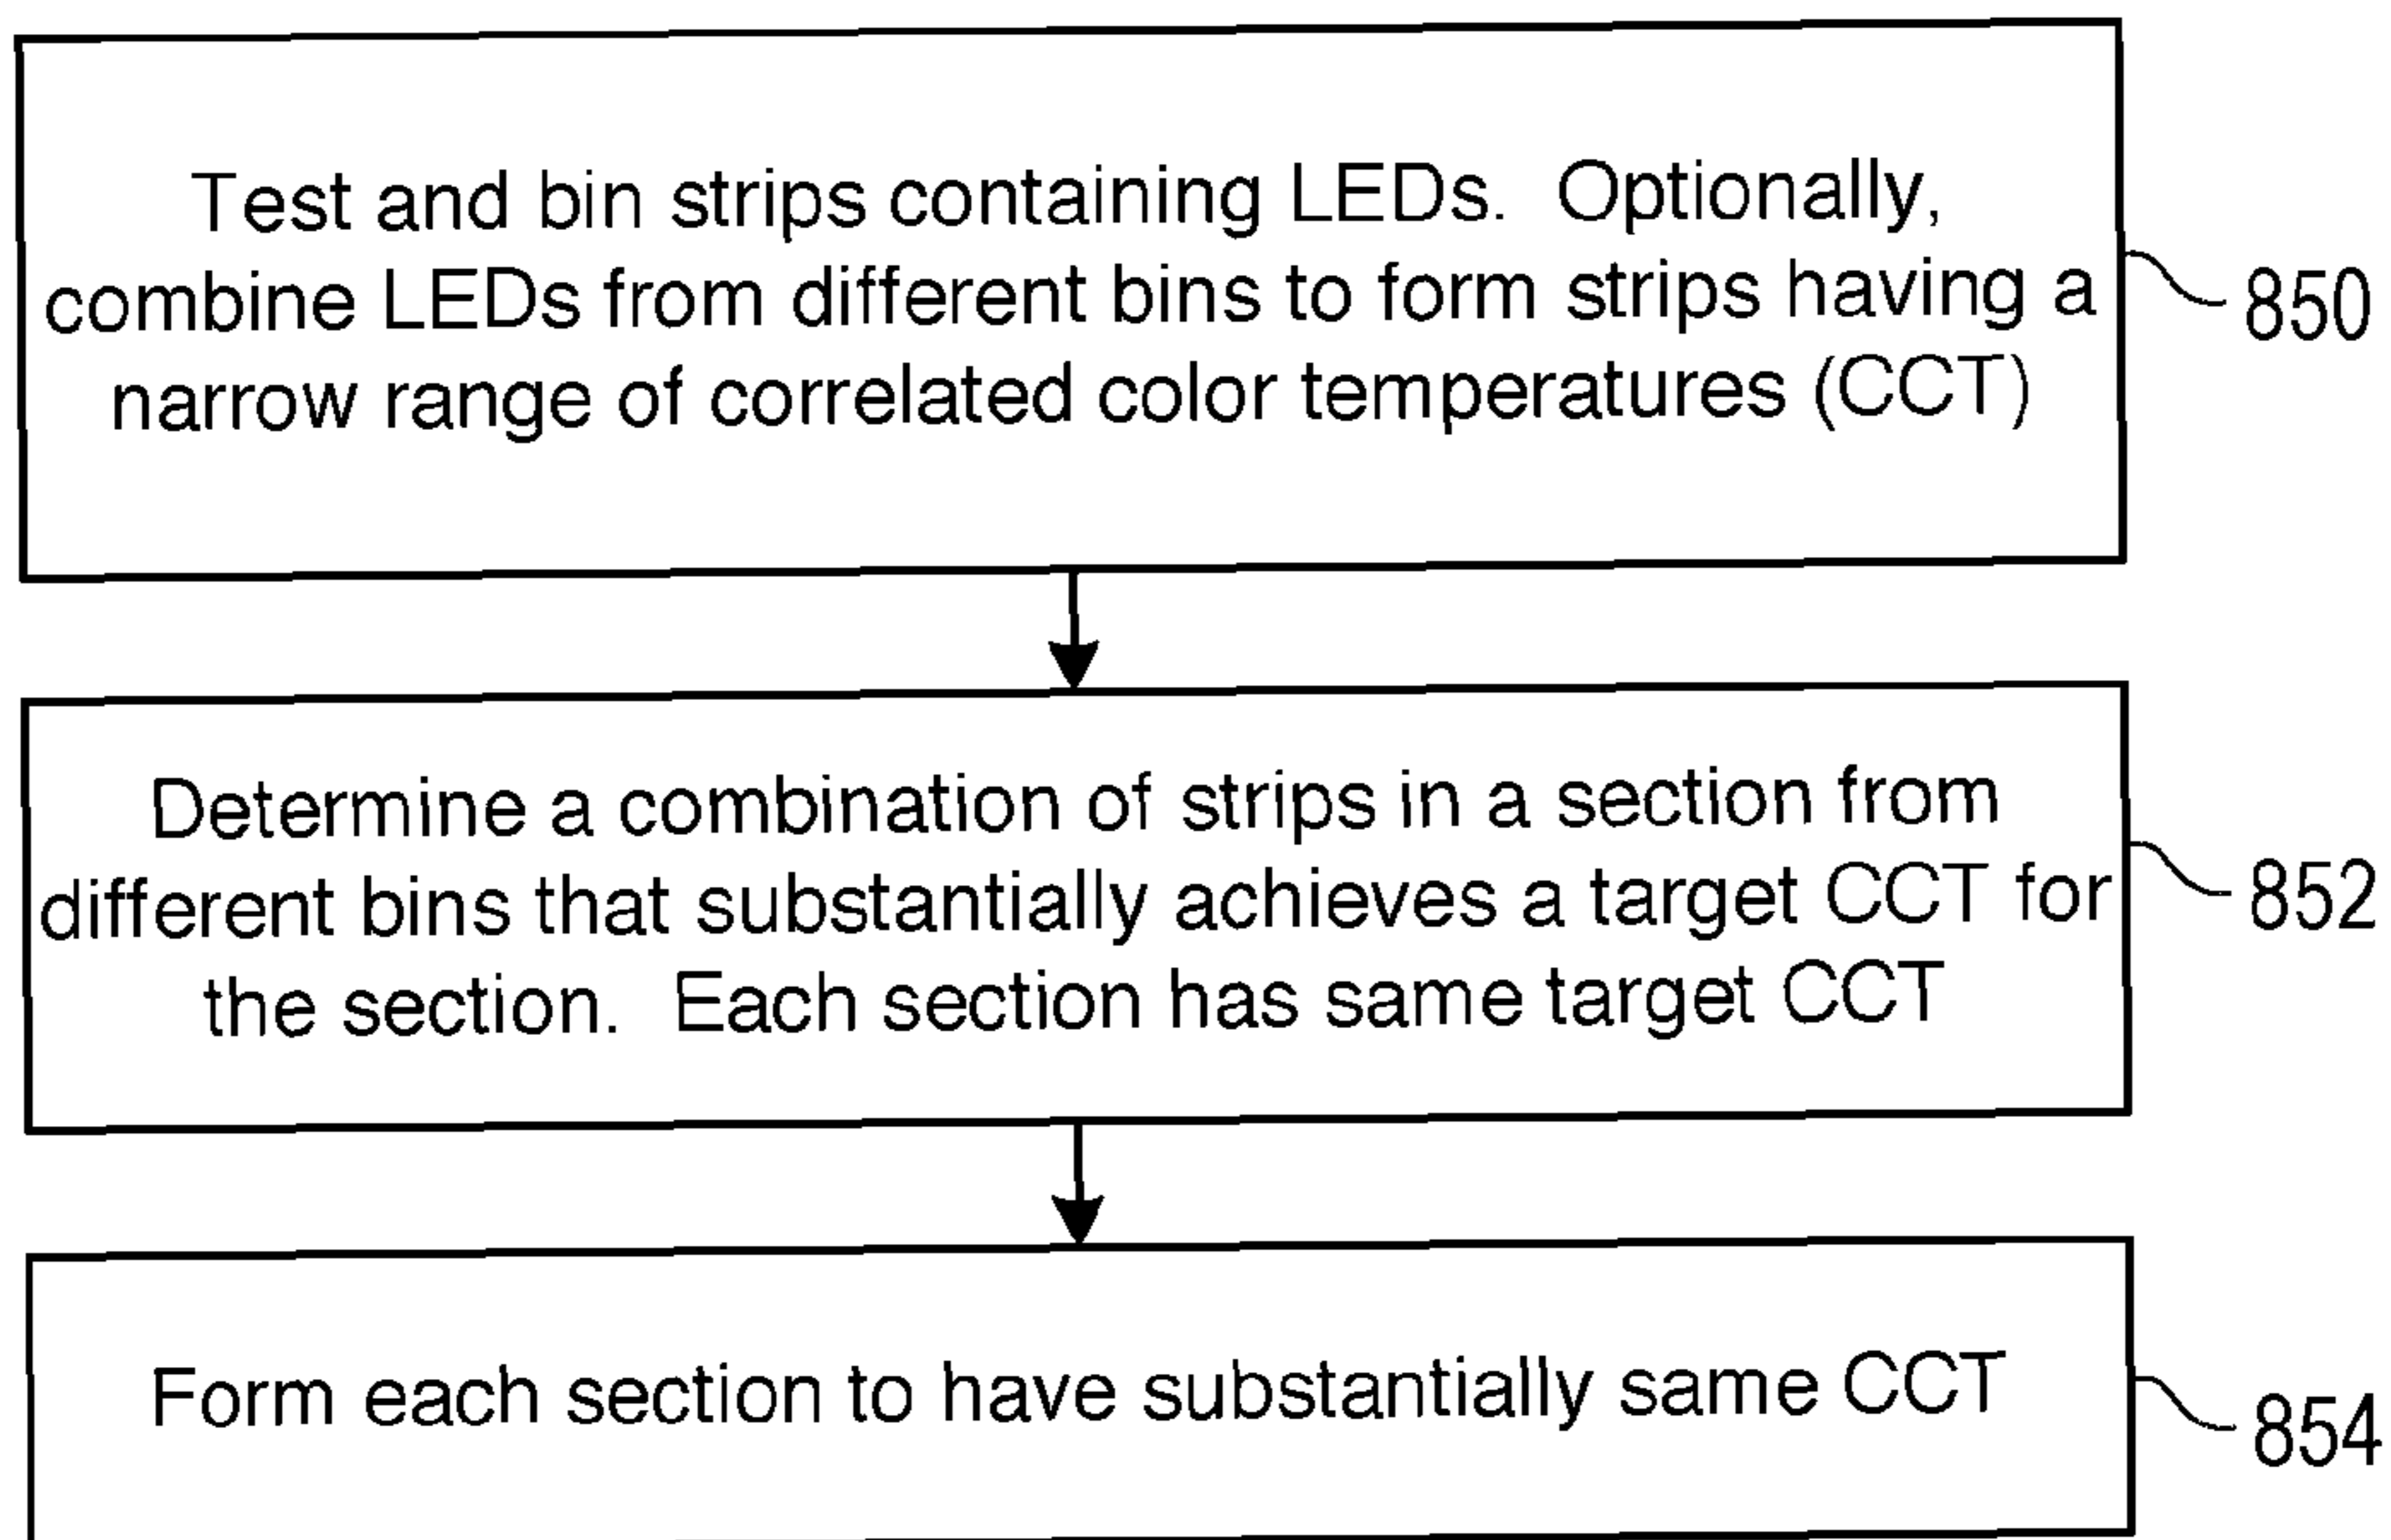 Test and bin strips containing LEDs. Optionally,
combine LEDs from different bins to form strips having a
narrow range of correlated color temperatures (CCT)
850
Determine a combination of strips in a section from
different bins that substantially achieves a target CCT for
the section. Each section has same target CCT
852
Form each section to have substantially same CCT
854